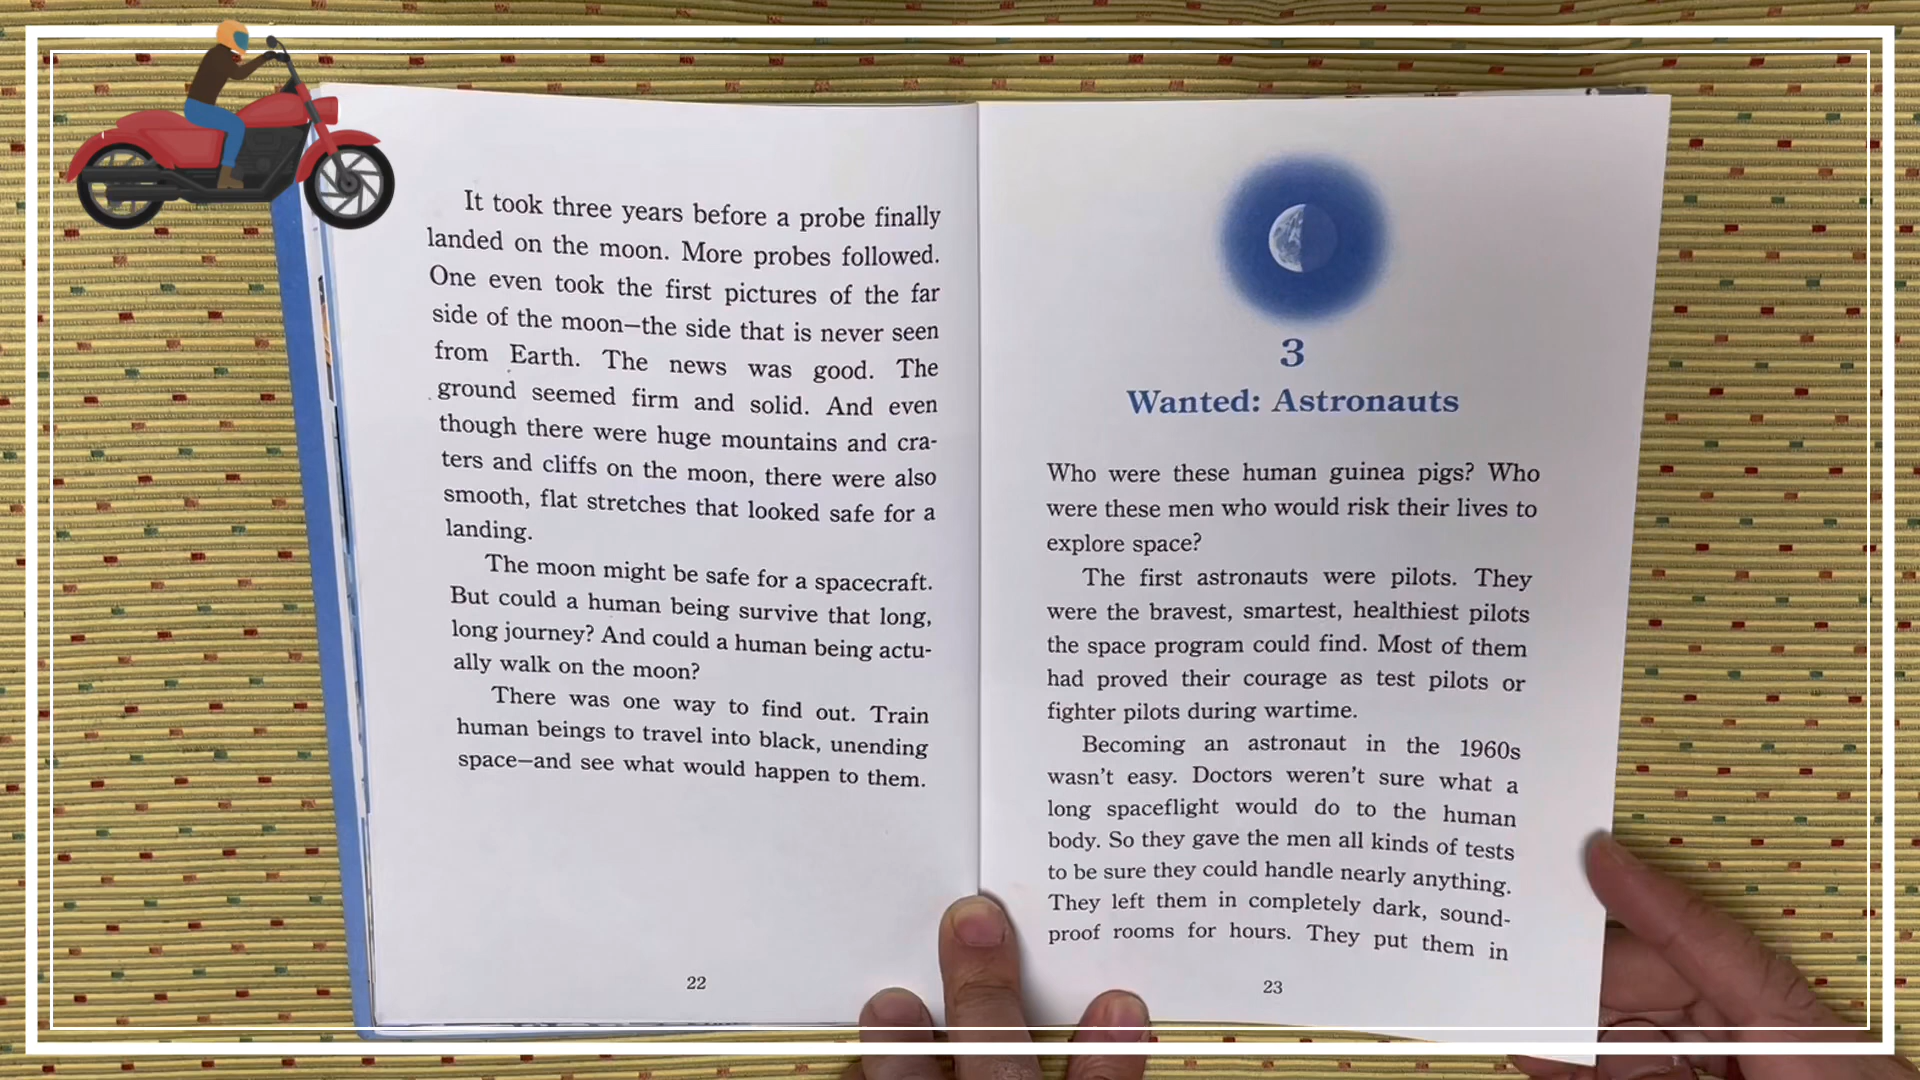 It took three years before a probe finally
landed on the moon. More probes followed.
One even took the first pictures of the far
side of the moon—the side that is never seen
from Earth. The news was good. The
ground seemed firm and solid. And even
though there were huge mountains and cra-
ters and cliffs on the moon, there were also
smooth, flat stretches that looked safe for a
landing.
The moon might be safe for a spacecraft.
But could a human being survive that long,
long journey? And could a human being actu-
ally walk on the moon?
There was one way to find out. Train
human beings to travel into black, unending
space—and see what would happen to them.
22
3
Wanted: Astronauts
Who were these human guinea pigs? Who
were these men who would risk their lives to
explore space?
The first astronauts were pilots. They
were the bravest, smartest, healthiest pilots
the space program could find. Most of them
had proved their courage as test pilots or
fighter pilots during wartime.
Becoming an astronaut in the 1960s
wasn't easy. Doctors weren't sure what a
long spaceflight would do to the human
body. So they gave the men all kinds of tests
to be sure they could handle nearly anything.
They left them in completely dark, sound-
proof rooms for hours. They put them in
23